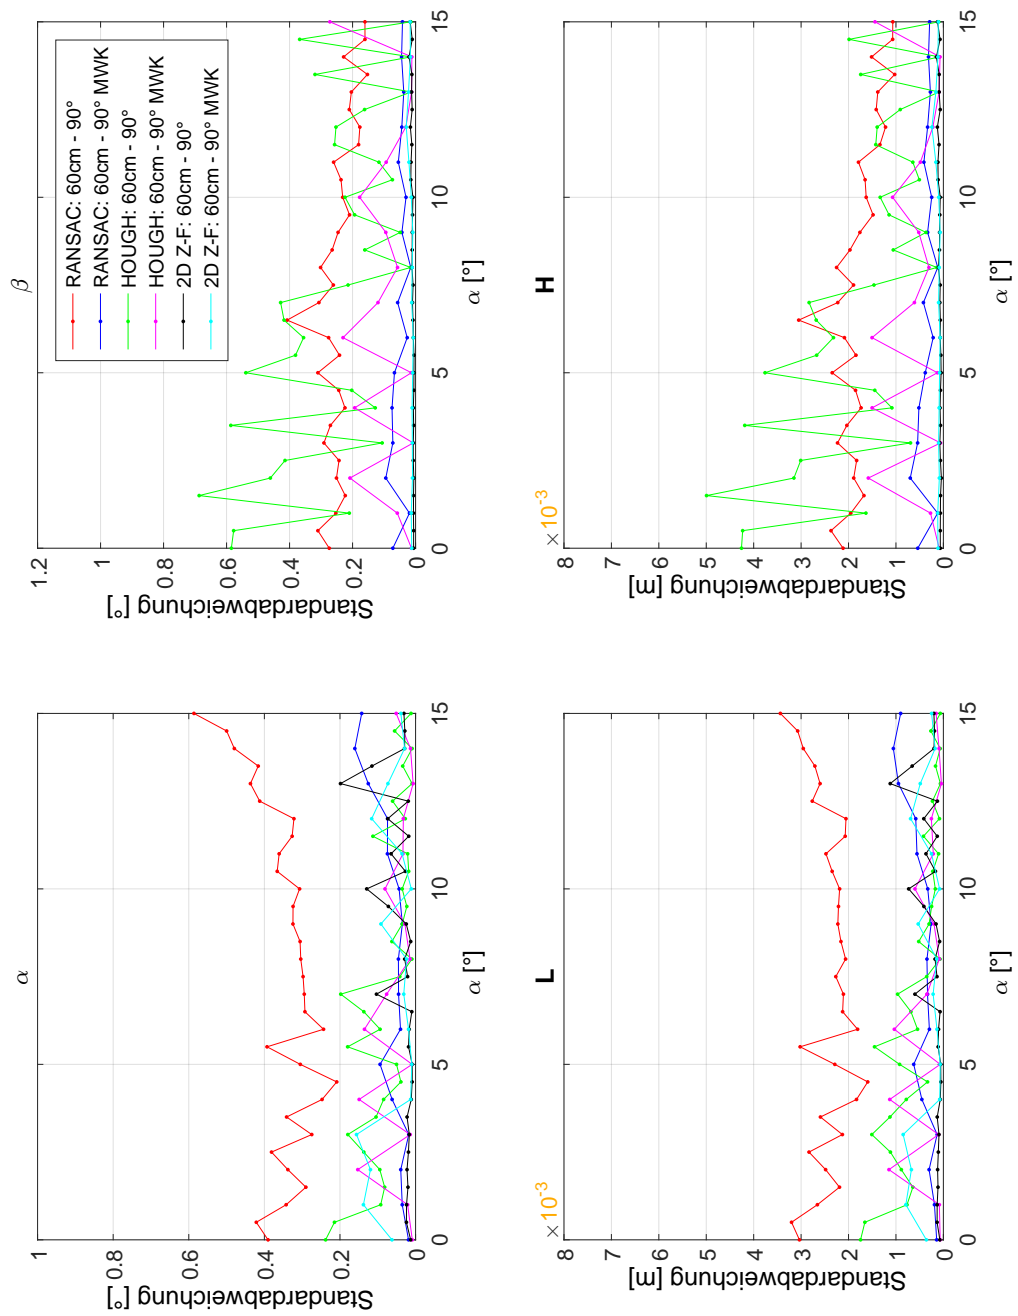 α
1
0.8
0.6
0.4
0.2
0
Standardabweichung [°]
0 5 10 15
α [°]
β
1.2
1
0.8
0.6
0.4
0.2
0
Standardabweichung [°]
0 5 10 15
α [°]
RANSAC: 60cm - 90°
RANSAC: 60cm - 90° MWK
HOUGH: 60cm - 90°
HOUGH: 60cm - 90° MWK
2D Z-F: 60cm - 90°
2D Z-F: 60cm - 90° MWK
L
×10⁻³
8
7
6
5
4
3
2
1
0
Standardabweichung [m]
0 5 10 15
α [°]
H
×10⁻³
8
7
6
5
4
3
2
1
0
Standardabweichung [m]
0 5 10 15
α [°]